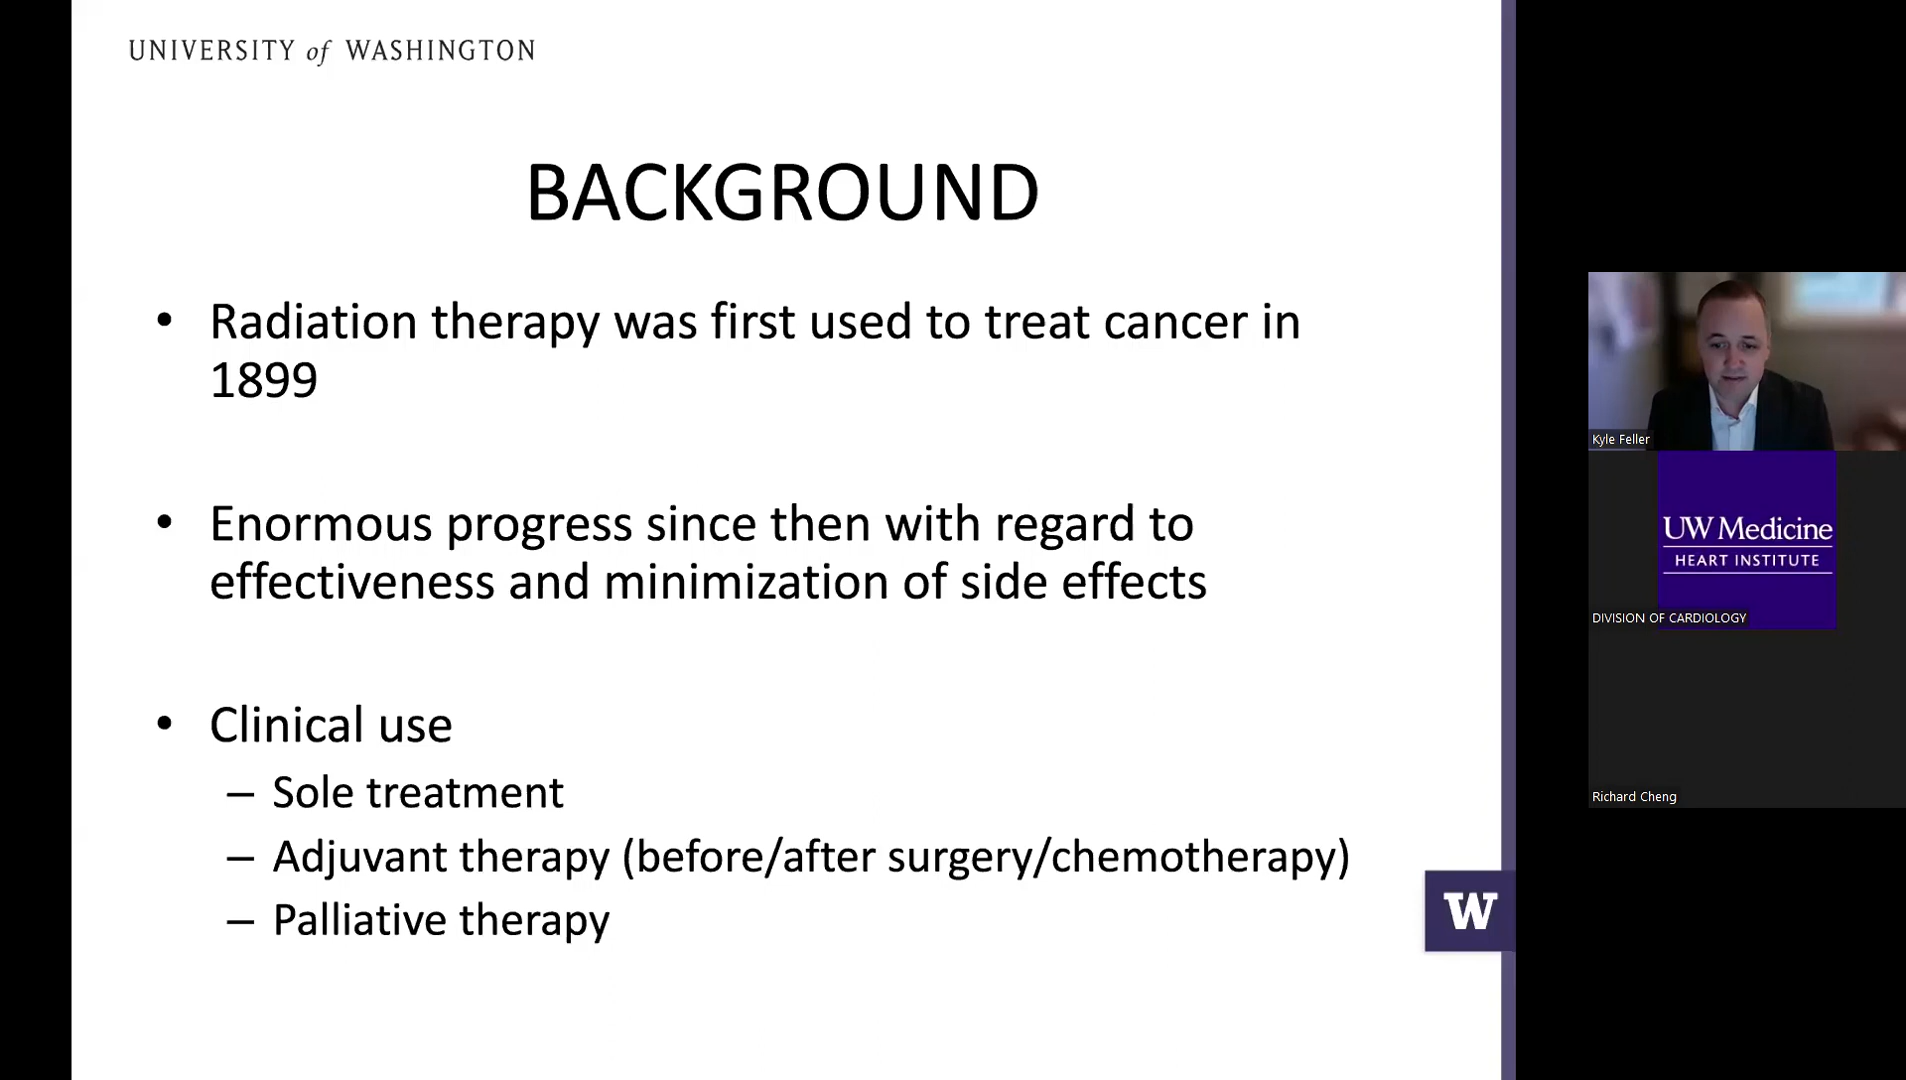 UNIVERSITY of WASHINGTON
BACKGROUND
• Radiation therapy was first used to treat cancer in
1899
• Enormous progress since then with regard to
effectiveness and minimization of side effects
• Clinical use
– Sole treatment
– Adjuvant therapy (before/after surgery/chemotherapy)
– Palliative therapy
W
Kyle Feller
UW Medicine
HEART INSTITUTE
DIVISION OF CARDIOLOGY
Richard Cheng